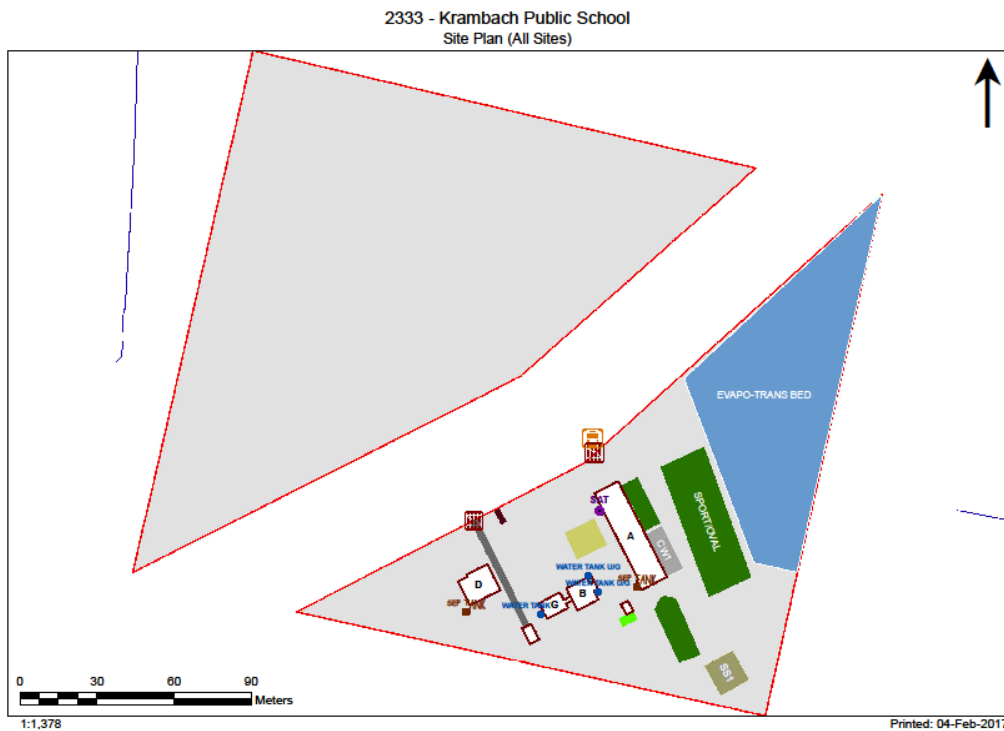 2333 - Krambach Public School
Site Plan (All Sites)
EVAPO-TRANS BED
SAT
SPORT/OVAL
A
CW1
WATER TANK U/G
SEP TANK
WATER TANK U/G
D
B
SEP TANK
WATER TANK
G
SS1
0 30 60 90
Meters
1:1,378
Printed: 04-Feb-2017